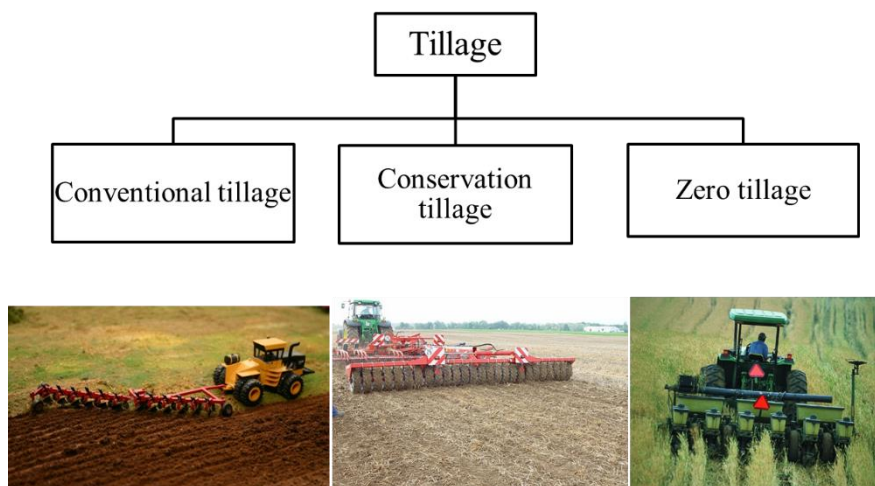 Tillage
Conventional tillage
Conservation
tillage
Zero tillage